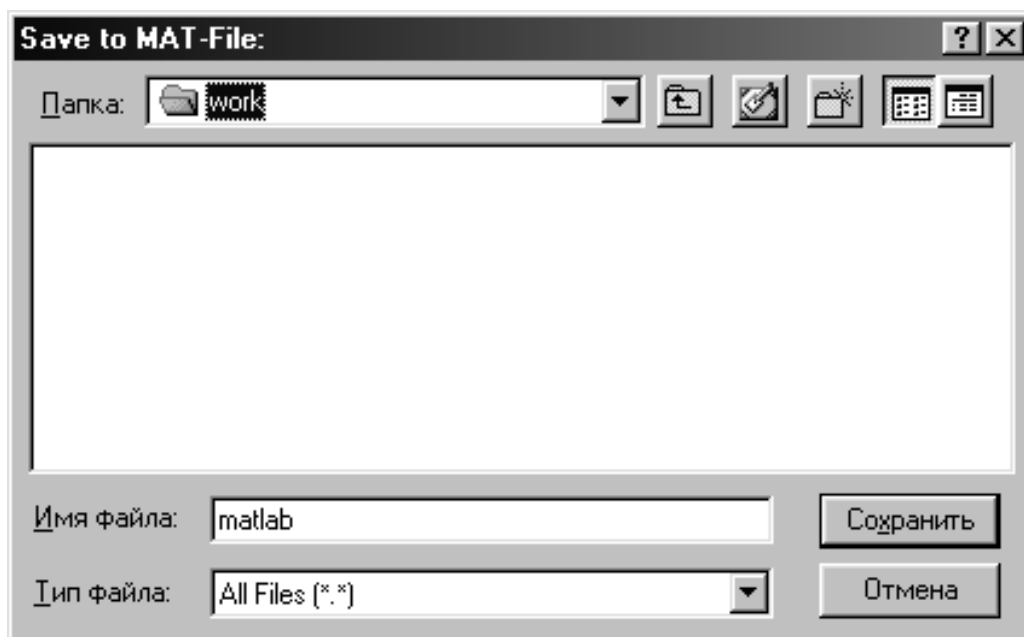 Save to MAT-File:
Папка: work
Имя файла: matlab Сохранить
Тип файла: All Files (*.*) Отмена